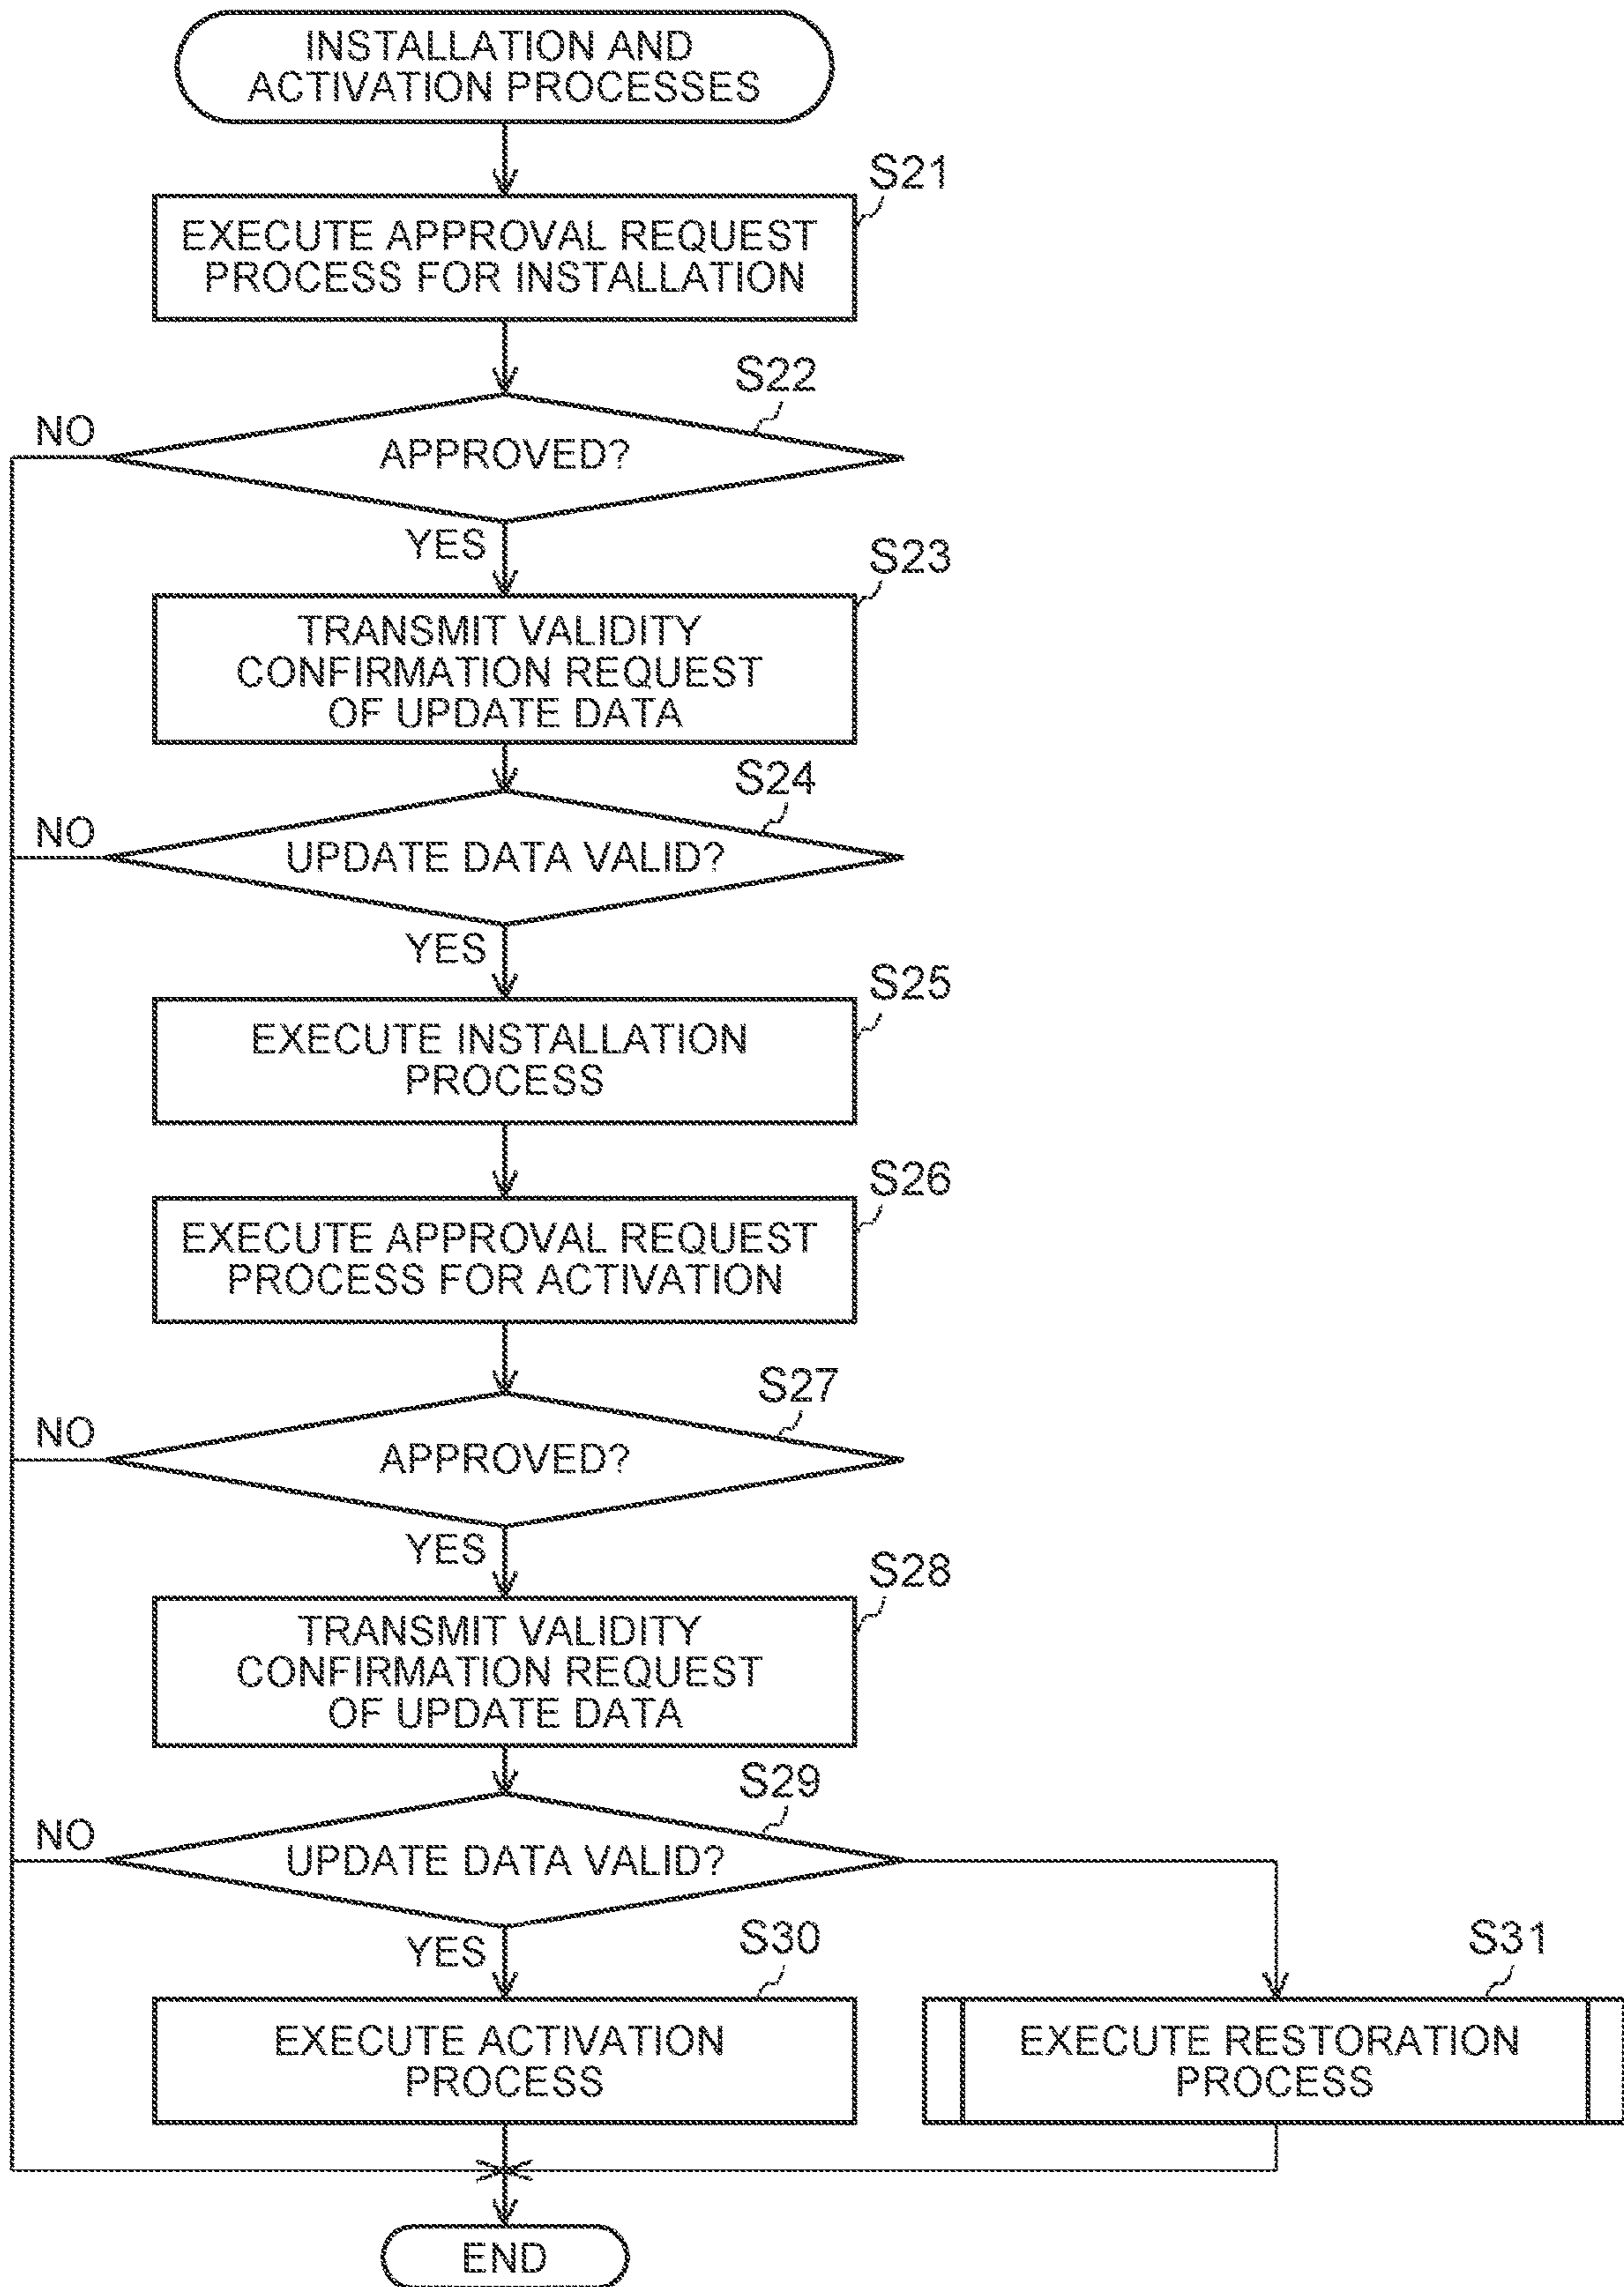 INSTALLATION AND
ACTIVATION PROCESSES
S21
EXECUTE APPROVAL REQUEST
PROCESS FOR INSTALLATION
S22
NO
APPROVED?
YES
S23
TRANSMIT VALIDITY
CONFIRMATION REQUEST
OF UPDATE DATA
S24
NO
UPDATE DATA VALID?
YES
S25
EXECUTE INSTALLATION
PROCESS
S26
EXECUTE APPROVAL REQUEST
PROCESS FOR ACTIVATION
S27
NO
APPROVED?
YES
S28
TRANSMIT VALIDITY
CONFIRMATION REQUEST
OF UPDATE DATA
S29
NO
UPDATE DATA VALID?
YES
S30
EXECUTE ACTIVATION
PROCESS
S31
EXECUTE RESTORATION
PROCESS
END